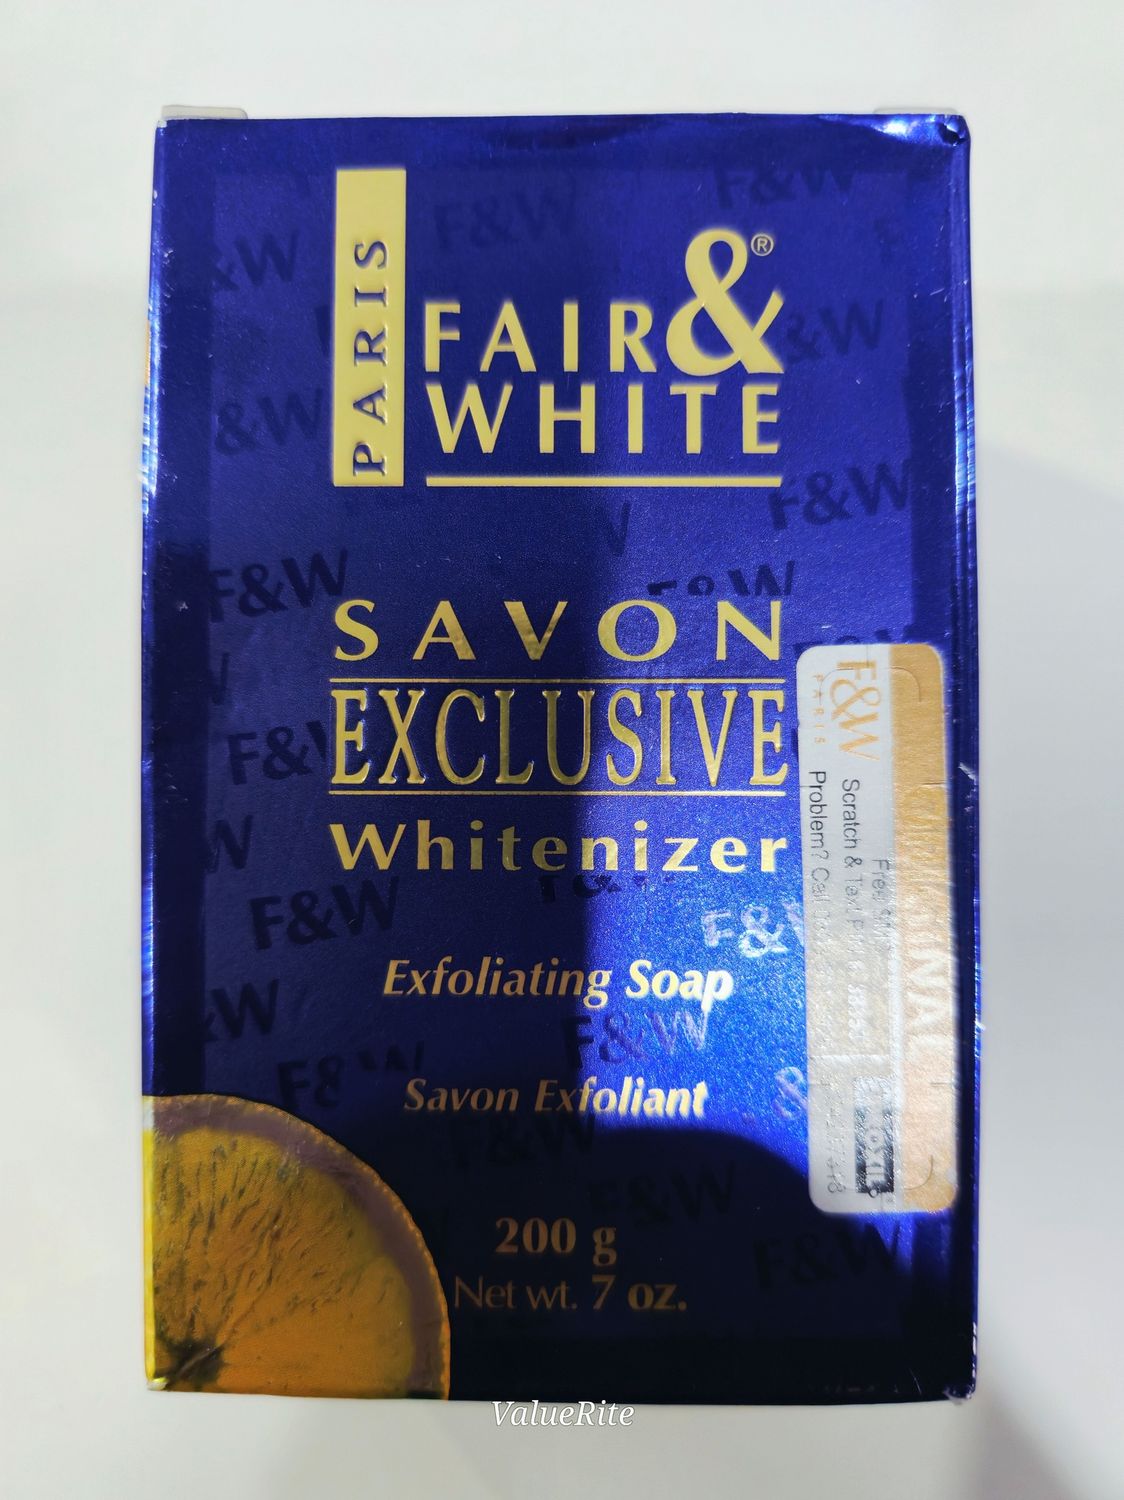 PARIS
FAIR &®
WHITE
SAVON
EXCLUSIVE
Whitenizer
Exfoliating Soap
Savon Exfoliant
200 g
Net wt. 7 oz.
F&W
PARIS
Scratch & Text
Problem? Call
ValueRite